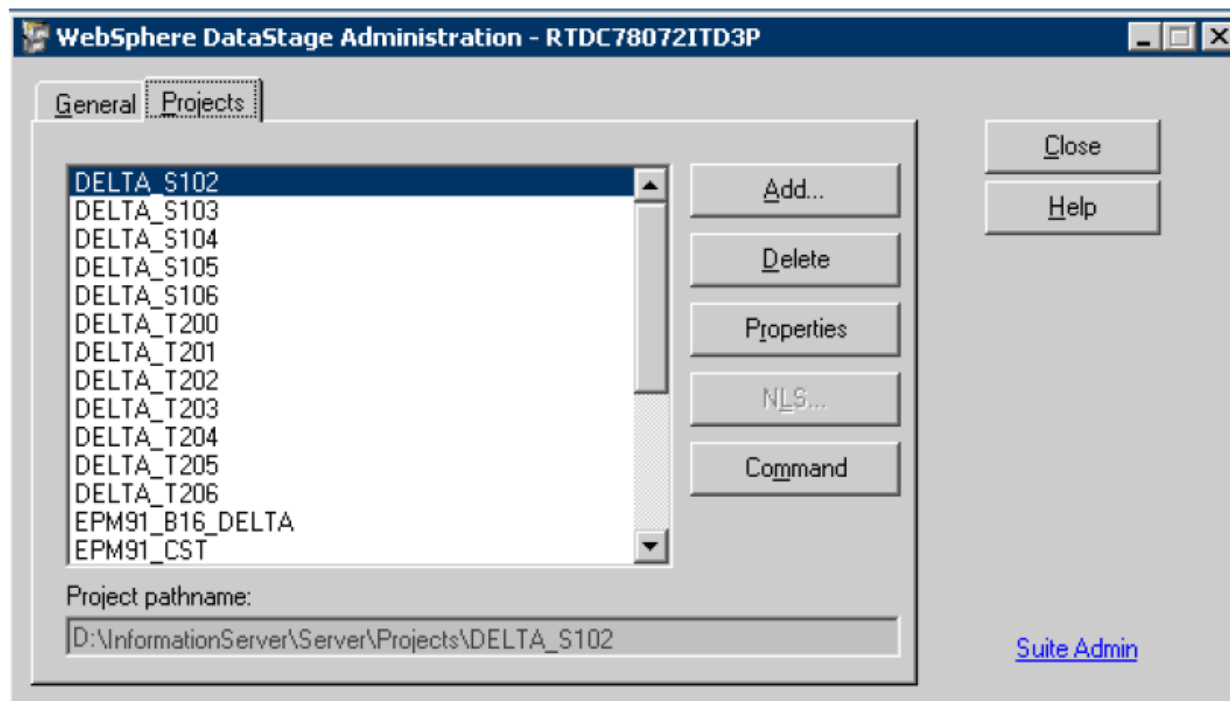 WebSphere DataStage Administration - RTDC78072ITD3P
General Projects
DELTA_S102
DELTA_S103
DELTA_S104
DELTA_S105
DELTA_S106
DELTA_T200
DELTA_T201
DELTA_T202
DELTA_T203
DELTA_T204
DELTA_T205
DELTA_T206
EPM91_B16_DELTA
EPM91_CST
Add...
Delete
Properties
NLS...
Command
Project pathname:
D:\InformationServer\Server\Projects\DELTA_S102
Close
Help
Suite Admin